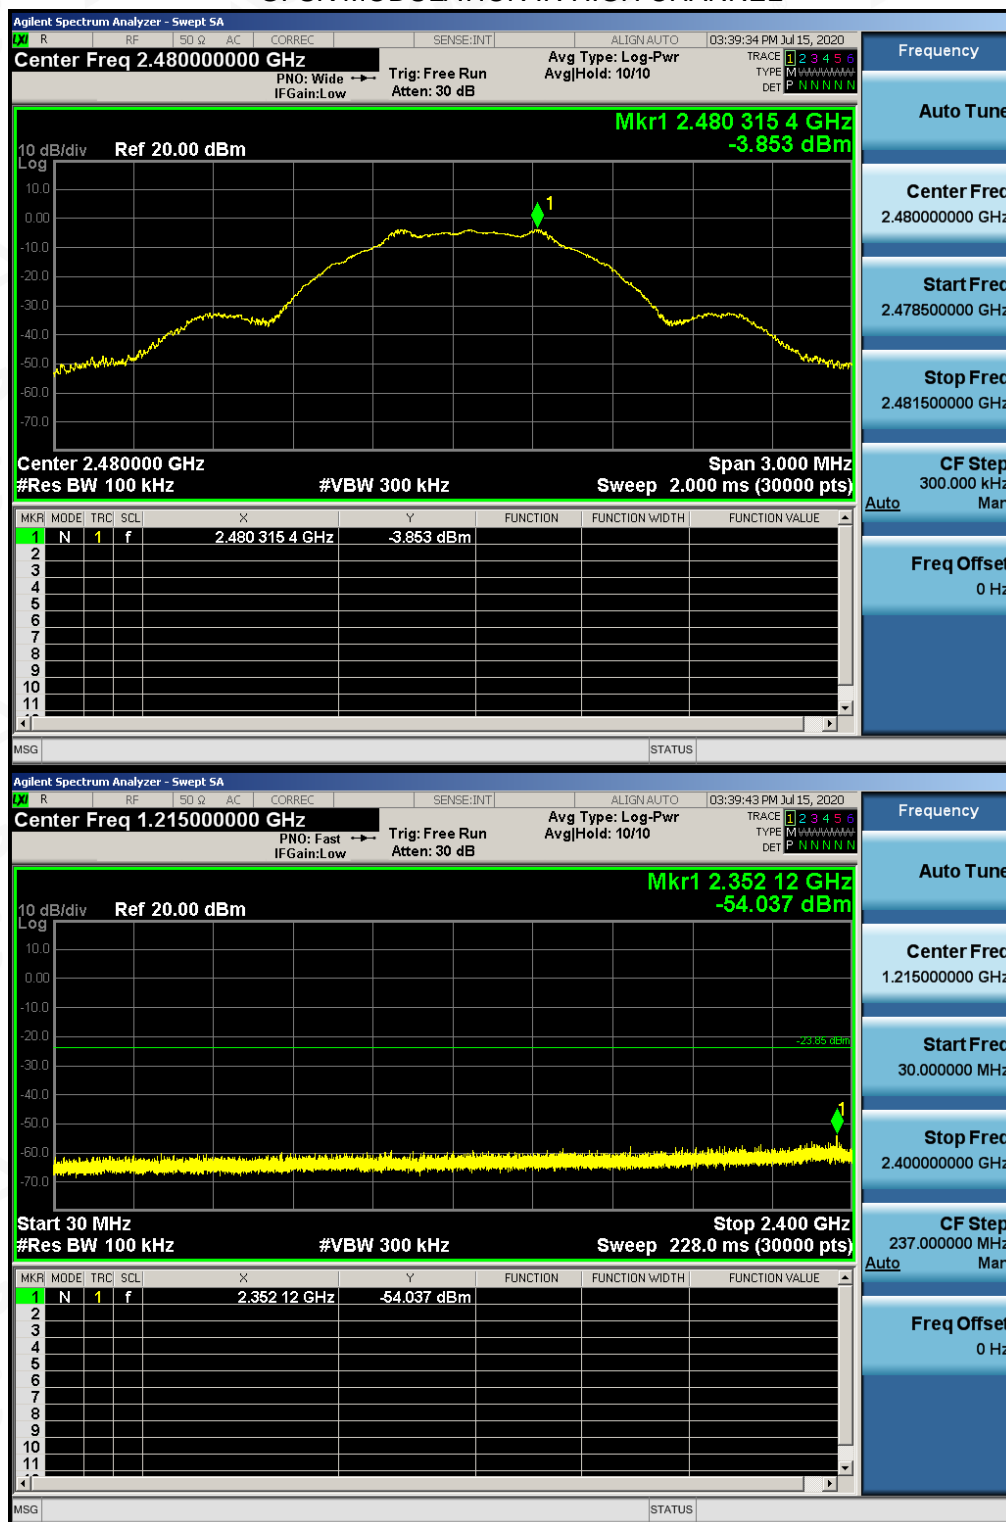 Agilent Spectrum Analyzer - Swept SA
LXI R RF 50 Ω AC CORREC SENSE:INT ALIGN AUTO 03:39:34 PM Jul 15, 2020
Center Freq 2.480000000 GHz
PNO: Wide
IFGain:Low
Trig: Free Run
Atten: 30 dB
Avg Type: Log-Pwr
Avg|Hold: 10/10
TRACE 1 2 3 4 5 6
TYPE M
DET P N N N N N
Mkr1 2.480 315 4 GHz
-3.853 dBm
10 dB/div Ref 20.00 dBm
Log
10.0
0.00
-10.0
-20.0
-30.0
-40.0
-50.0
-60.0
-70.0
1
Center 2.480000 GHz Span 3.000 MHz
#Res BW 100 kHz #VBW 300 kHz Sweep 2.000 ms (30000 pts)
MKR MODE TRC SCL X Y FUNCTION FUNCTION WIDTH FUNCTION VALUE
1 N 1 f 2.480 315 4 GHz -3.853 dBm
2
3
4
5
6
7
8
9
10
11
MSG STATUS
Frequency
Auto Tune
Center Freq
2.480000000 GHz
Start Freq
2.478500000 GHz
Stop Freq
2.481500000 GHz
CF Step
300.000 kHz
Auto Man
Freq Offset
0 Hz
Agilent Spectrum Analyzer - Swept SA
LXI R RF 50 Ω AC CORREC SENSE:INT ALIGN AUTO 03:39:43 PM Jul 15, 2020
Center Freq 1.215000000 GHz
PNO: Fast
IFGain:Low
Trig: Free Run
Atten: 30 dB
Avg Type: Log-Pwr
Avg|Hold: 10/10
TRACE 1 2 3 4 5 6
TYPE M
DET P N N N N N
Mkr1 2.352 12 GHz
-54.037 dBm
10 dB/div Ref 20.00 dBm
Log
10.0
0.00
-10.0
-20.0
-30.0
-40.0
-50.0
-60.0
-70.0
-23.85 dBm
1
Start 30 MHz Stop 2.400 GHz
#Res BW 100 kHz #VBW 300 kHz Sweep 228.0 ms (30000 pts)
MKR MODE TRC SCL X Y FUNCTION FUNCTION WIDTH FUNCTION VALUE
1 N 1 f 2.352 12 GHz -54.037 dBm
2
3
4
5
6
7
8
9
10
11
MSG STATUS
Frequency
Auto Tune
Center Freq
1.215000000 GHz
Start Freq
30.000000 MHz
Stop Freq
2.400000000 GHz
CF Step
237.000000 MHz
Auto Man
Freq Offset
0 Hz